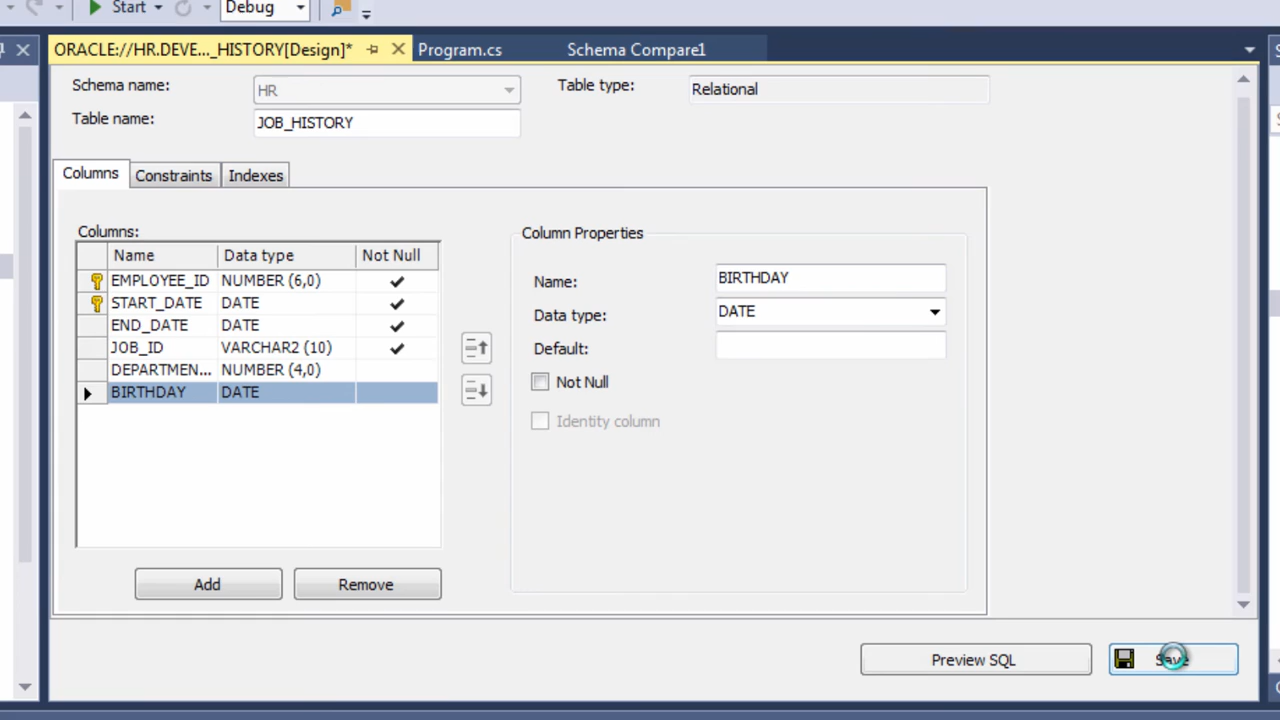 Start Debug
ORACLE://HR.DEVE..._HISTORY[Design]* Program.cs Schema Compare1
Schema name: HR Table type: Relational
Table name: JOB_HISTORY
Columns Constraints Indexes
Columns: Column Properties
Name Data type Not Null
EMPLOYEE_ID NUMBER (6,0) Name: BIRTHDAY
START_DATE DATE
END_DATE DATE Data type: DATE
JOB_ID VARCHAR2 (10) Default:
DEPARTMEN... NUMBER (4,0) Not Null
BIRTHDAY DATE
Identity column
Add Remove
Preview SQL Save